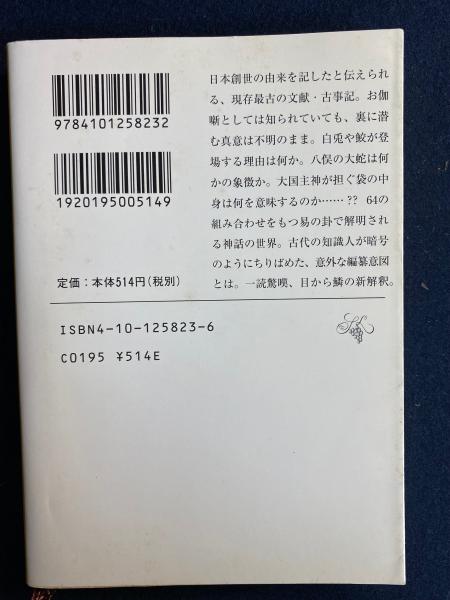 9784101258232
1920195005149
定価:本体514円(税別)
日本創世の由来を記したと伝えられ
る、現存最古の文献・古事記。お伽
噺としては知られていても、裏に潜
む真意は不明のまま。白兎や鮫が登
場する理由は何か。八俣の大蛇は何
かの象徴か。大国主神が担ぐ袋の中
身は何を意味するのか……?? 64の
組み合わせをもつ易の卦で解明され
る神話の世界。古代の知識人が暗号
のようにちりばめた、意外な編纂意図
とは。一読驚嘆、目から鱗の新解釈。
ISBN4-10-125823-6
C0195 ¥514E